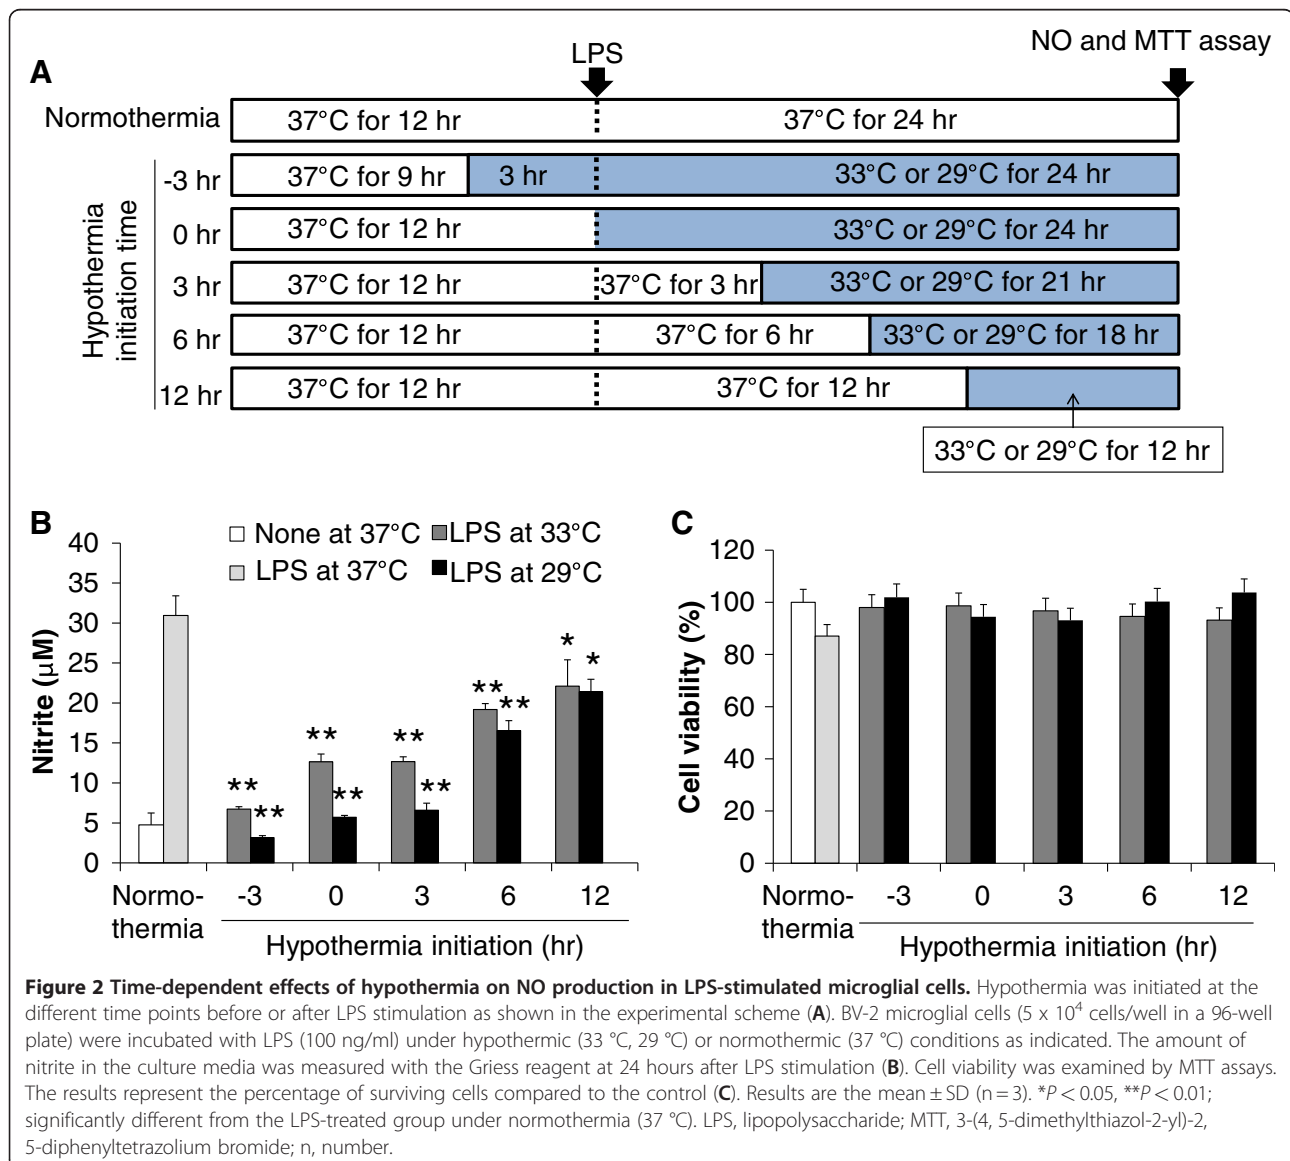 A
LPS
NO and MTT assay
Normothermia
37°C for 12 hr
37°C for 24 hr
Hypothermia
initiation time
-3 hr
37°C for 9 hr
3 hr
33°C or 29°C for 24 hr
0 hr
37°C for 12 hr
33°C or 29°C for 24 hr
3 hr
37°C for 12 hr
37°C for 3 hr
33°C or 29°C for 21 hr
6 hr
37°C for 12 hr
37°C for 6 hr
33°C or 29°C for 18 hr
12 hr
37°C for 12 hr
37°C for 12 hr
33°C or 29°C for 12 hr
B
None at 37°C
LPS at 33°C
LPS at 37°C
LPS at 29°C
Nitrite (µM)
40
35
30
25
20
15
10
5
0
**
**
**
**
**
**
**
**
*
*
Normo-
thermia
-3
0
3
6
12
Hypothermia initiation (hr)
C
Cell viability (%)
120
100
80
60
40
20
0
Normo-
thermia
-3
0
3
6
12
Hypothermia initiation (hr)
Figure 2 Time-dependent effects of hypothermia on NO production in LPS-stimulated microglial cells. Hypothermia was initiated at the
different time points before or after LPS stimulation as shown in the experimental scheme (A). BV-2 microglial cells (5 x 10⁴ cells/well in a 96-well
plate) were incubated with LPS (100 ng/ml) under hypothermic (33 °C, 29 °C) or normothermic (37 °C) conditions as indicated. The amount of
nitrite in the culture media was measured with the Griess reagent at 24 hours after LPS stimulation (B). Cell viability was examined by MTT assays.
The results represent the percentage of surviving cells compared to the control (C). Results are the mean ± SD (n = 3). *P < 0.05, **P < 0.01;
significantly different from the LPS-treated group under normothermia (37 °C). LPS, lipopolysaccharide; MTT, 3-(4, 5-dimethylthiazol-2-yl)-2,
5-diphenyltetrazolium bromide; n, number.